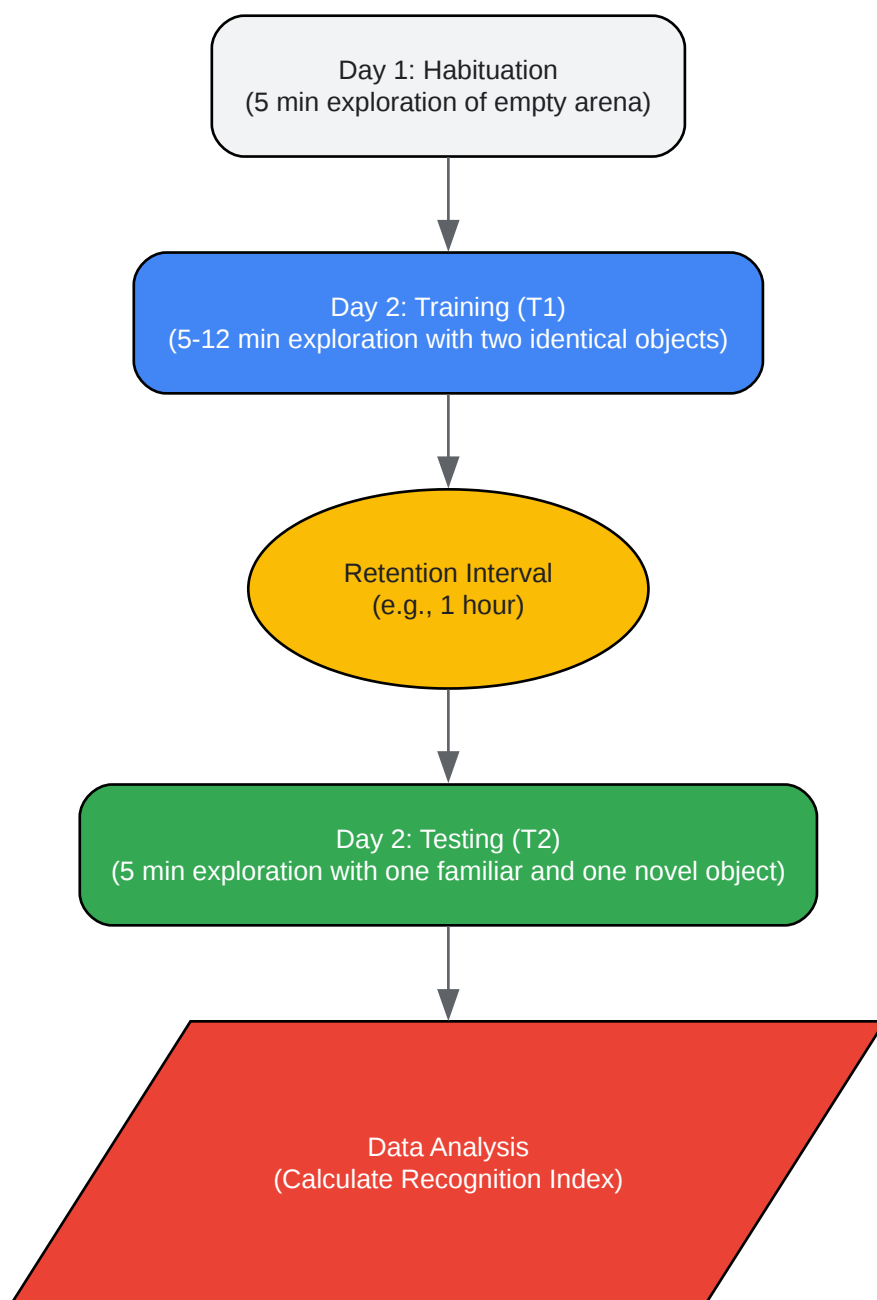 Day 1: Habituation
(5 min exploration of empty arena)
Day 2: Training (T1)
(5-12 min exploration with two identical objects)
Retention Interval
(e.g., 1 hour)
Day 2: Testing (T2)
(5 min exploration with one familiar and one novel object)
Data Analysis
(Calculate Recognition Index)